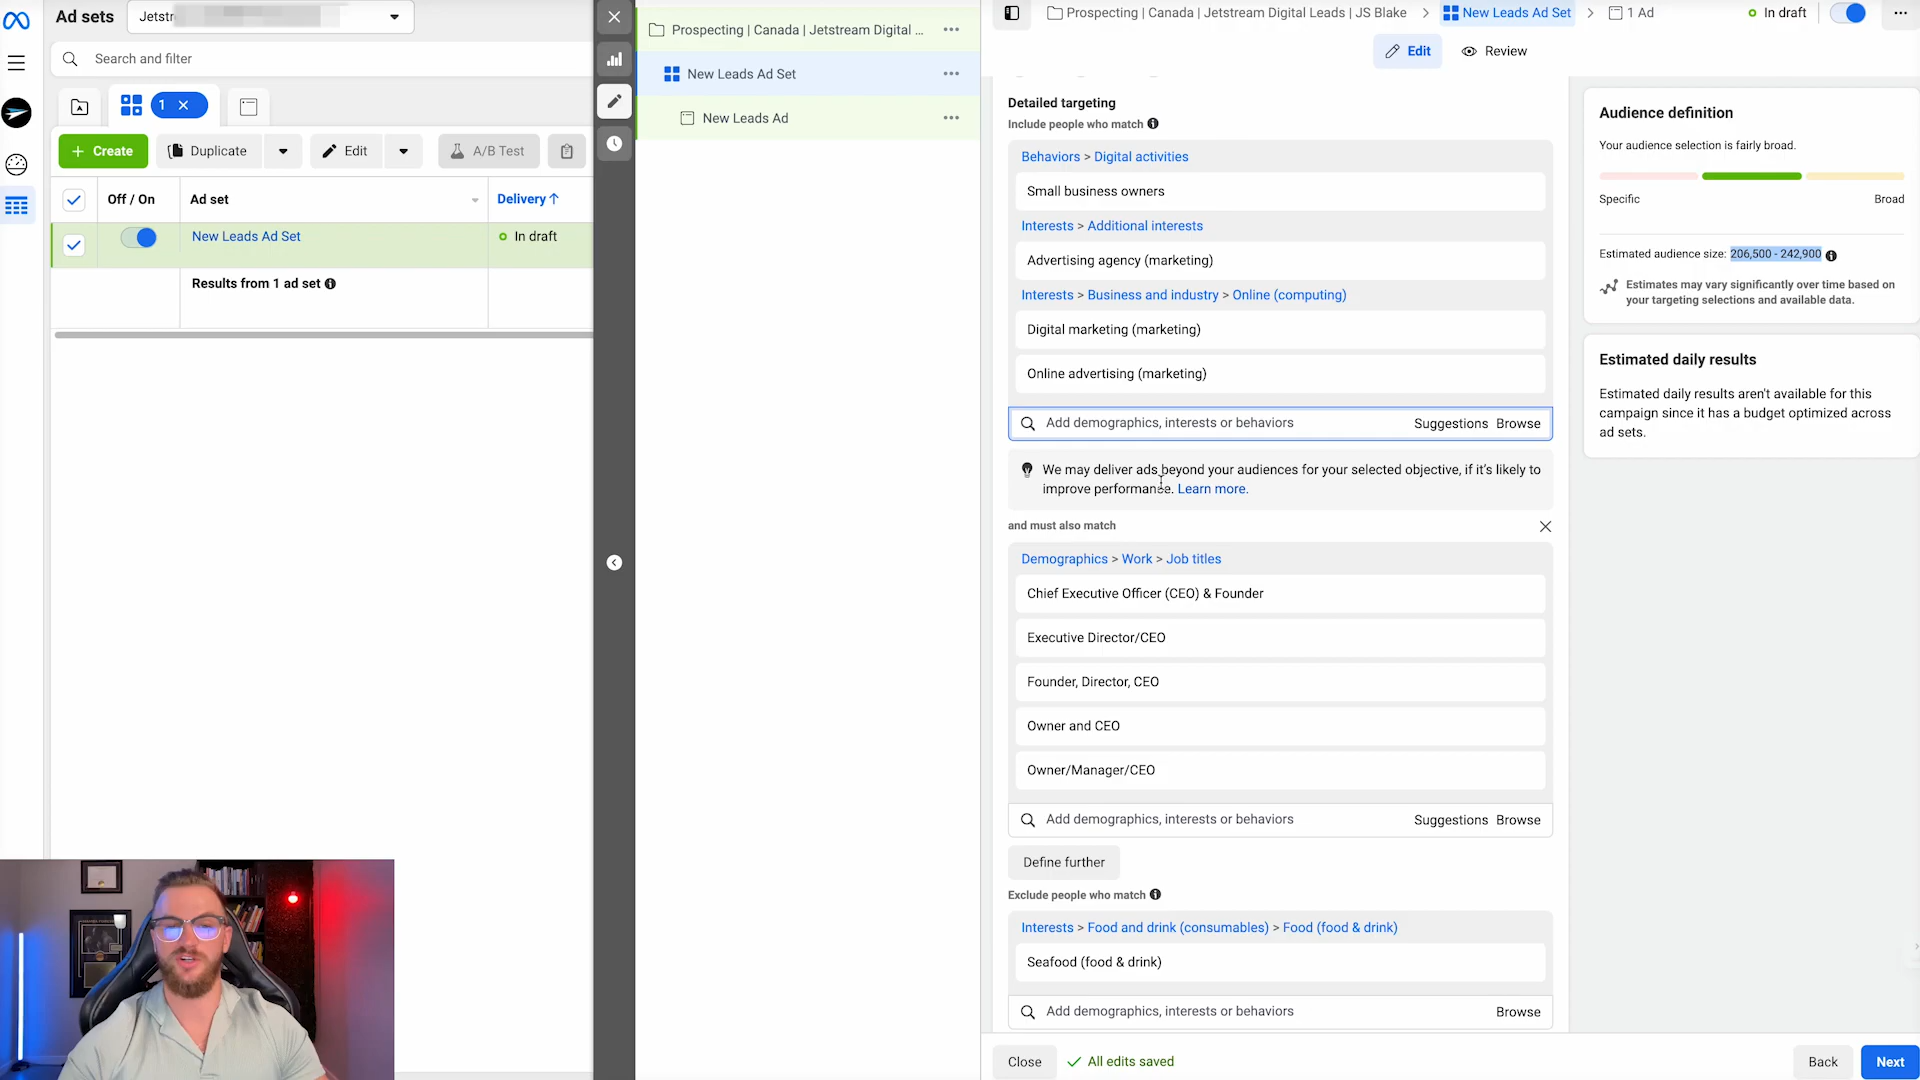 Ad sets
Jetstr
Search and filter
1
Create
Duplicate
Edit
A/B Test
Off / On
Ad set
Delivery
New Leads Ad Set
In draft
Results from 1 ad set
Prospecting | Canada | Jetstream Digital ...
New Leads Ad Set
New Leads Ad
Prospecting | Canada | Jetstream Digital Leads | JS Blake
New Leads Ad Set
1 Ad
In draft
Edit
Review
Detailed targeting
Include people who match
Behaviors > Digital activities
Small business owners
Interests > Additional interests
Advertising agency (marketing)
Interests > Business and industry > Online (computing)
Digital marketing (marketing)
Online advertising (marketing)
Add demographics, interests or behaviors
Suggestions Browse
We may deliver ads beyond your audiences for your selected objective, if it's likely to
improve performance. Learn more.
and must also match
Demographics > Work > Job titles
Chief Executive Officer (CEO) & Founder
Executive Director/CEO
Founder, Director, CEO
Owner and CEO
Owner/Manager/CEO
Add demographics, interests or behaviors
Suggestions Browse
Define further
Exclude people who match
Interests > Food and drink (consumables) > Food (food & drink)
Seafood (food & drink)
Add demographics, interests or behaviors
Browse
Close
All edits saved
Back
Next
Audience definition
Your audience selection is fairly broad.
Specific
Broad
Estimated audience size: 206,500 - 242,900
Estimates may vary significantly over time based on
your targeting selections and available data.
Estimated daily results
Estimated daily results aren't available for this
campaign since it has a budget optimized across
ad sets.